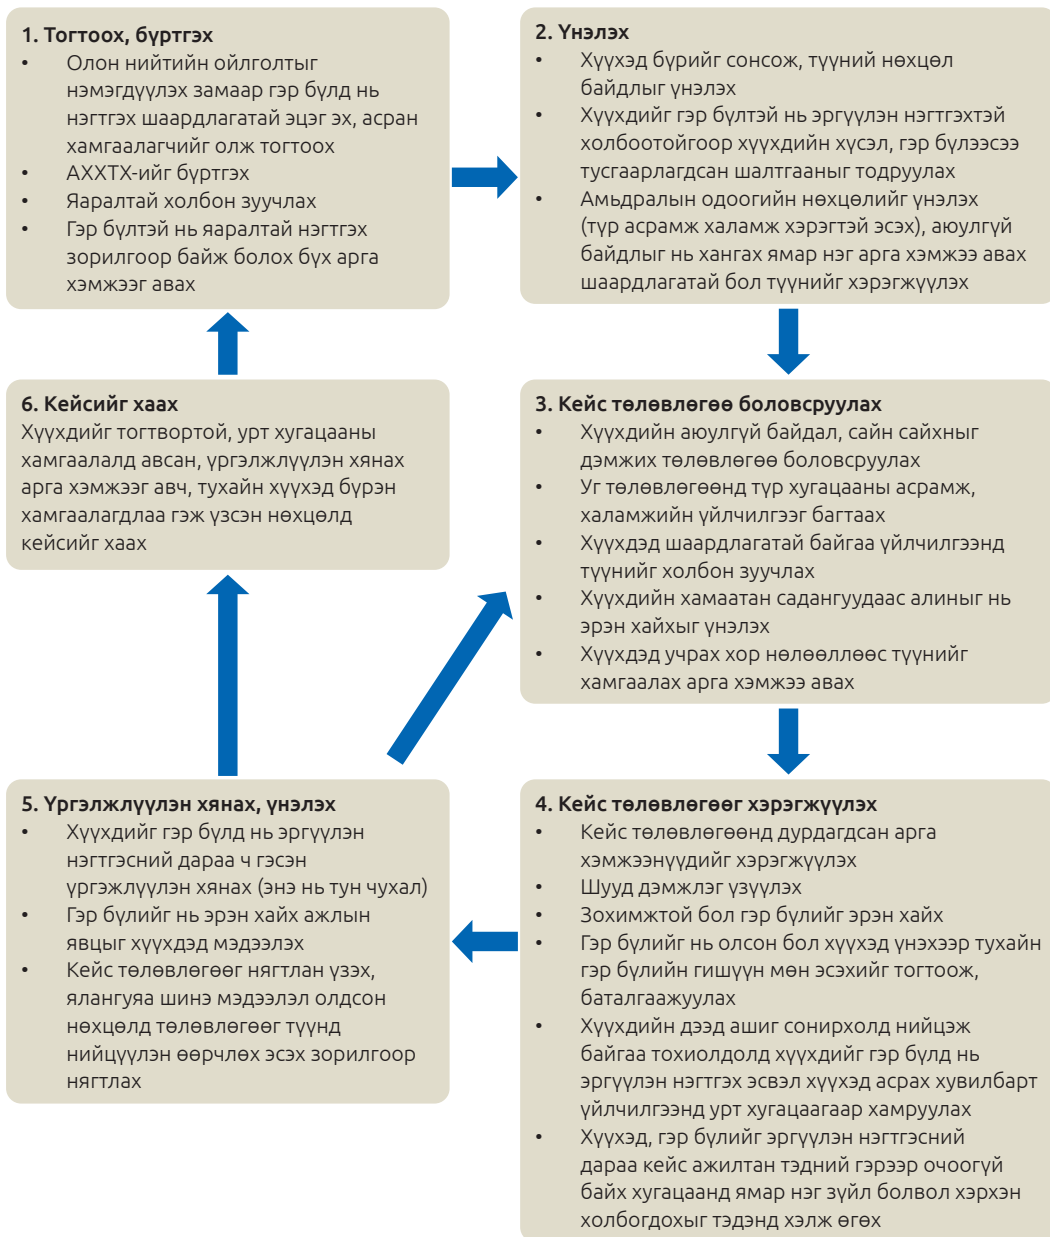 1. Тогтоох, бүртгэх
• Олон нийтийн ойлголтыг
нэмэгдүүлэх замаар гэр бүлд нь
нэгтгэх шаардлагатай эцэг эх, асран
хамгаалагчийг олж тогтоох
• АХХТХ-ийг бүртгэх
• Яаралтай холбон зуучлах
• Гэр бүлтэй нь яаралтай нэгтгэх
зорилгоор байж болох бүх арга
хэмжээг авах
2. Үнэлэх
• Хүүхэд бүрийг сонсож, түүний нөхцөл
байдлыг үнэлэх
• Хүүхдийг гэр бүлтэй нь эргүүлэн нэгтгэхтэй
холбоотойгоор хүүхдийн хүсэл, гэр бүлээсээ
тусгаарлагдсан шалтгааныг тодруулах
• Амьдралын одоогийн нөхцөлийг үнэлэх
(түр асрамж халамж хэрэгтэй эсэх), аюулгүй
байдлыг нь хангах ямар нэг арга хэмжээ авах
шаардлагатай бол түүнийг хэрэгжүүлэх
3. Кейс төлөвлөгөө боловсруулах
• Хүүхдийн аюулгүй байдал, сайн сайхныг
дэмжих төлөвлөгөө боловсруулах
• Уг төлөвлөгөөнд түр хугацааны асрамж,
халамжийн үйлчилгээг багтаах
• Хүүхдэд шаардлагатай байгаа үйлчилгээнд
түүнийг холбон зуучлах
• Хүүхдийн хамаатан садангуудаас алиныг нь
эрэн хайхыг үнэлэх
• Хүүхдэд учрах хор нөлөөллөөс түүнийг
хамгаалах арга хэмжээ авах
4. Кейс төлөвлөгөөг хэрэгжүүлэх
• Кейс төлөвлөгөөнд дурдагдсан арга
хэмжээнүүдийг хэрэгжүүлэх
• Шууд дэмжлэг үзүүлэх
• Зохимжтой бол гэр бүлийг эрэн хайх
• Гэр бүлийг нь олсон бол хүүхэд үнэхээр тухайн
гэр бүлийн гишүүн мөн эсэхийг тогтоож,
баталгаажуулах
• Хүүхдийн дээд ашиг сонирхолд нийцэж
байгаа тохиолдолд хүүхдийг гэр бүлд нь
эргүүлэн нэгтгэх эсвэл хүүхэд асрах хувилбарт
үйлчилгээнд урт хугацаагаар хамруулах
• Хүүхэд, гэр бүлийг эргүүлэн нэгтгэсний
дараа кейс ажилтан тэдний гэрээр очоогүй
байх хугацаанд ямар нэг зүйл болвол хэрхэн
холбогдохыг тэдэнд хэлж өгөх
5. Үргэлжлүүлэн хянах, үнэлэх
• Хүүхдийг гэр бүлд нь эргүүлэн
нэгтгэсний дараа ч гэсэн
үргэжлүүлэн хянах (энэ нь тун чухал)
• Гэр бүлийг нь эрэн хайх ажлын
явцыг хүүхдэд мэдээлэх
• Кейс төлөвлөгөөг нягтлан үзэх,
ялангуяа шинэ мэдээлэл олдсон
нөхцөлд төлөвлөгөөг түүнд
нийцүүлэн өөрчлөх эсэх зорилгоор
нягтлах
6. Кейсийг хаах
Хүүхдийг тогтвортой, урт хугацааны
хамгаалалд авсан, үргэлжлүүлэн хянах
арга хэмжээг авч, тухайн хүүхэд бүрэн
хамгаалагдлаа гэж үзсэн нөхцөлд
кейсийг хаах